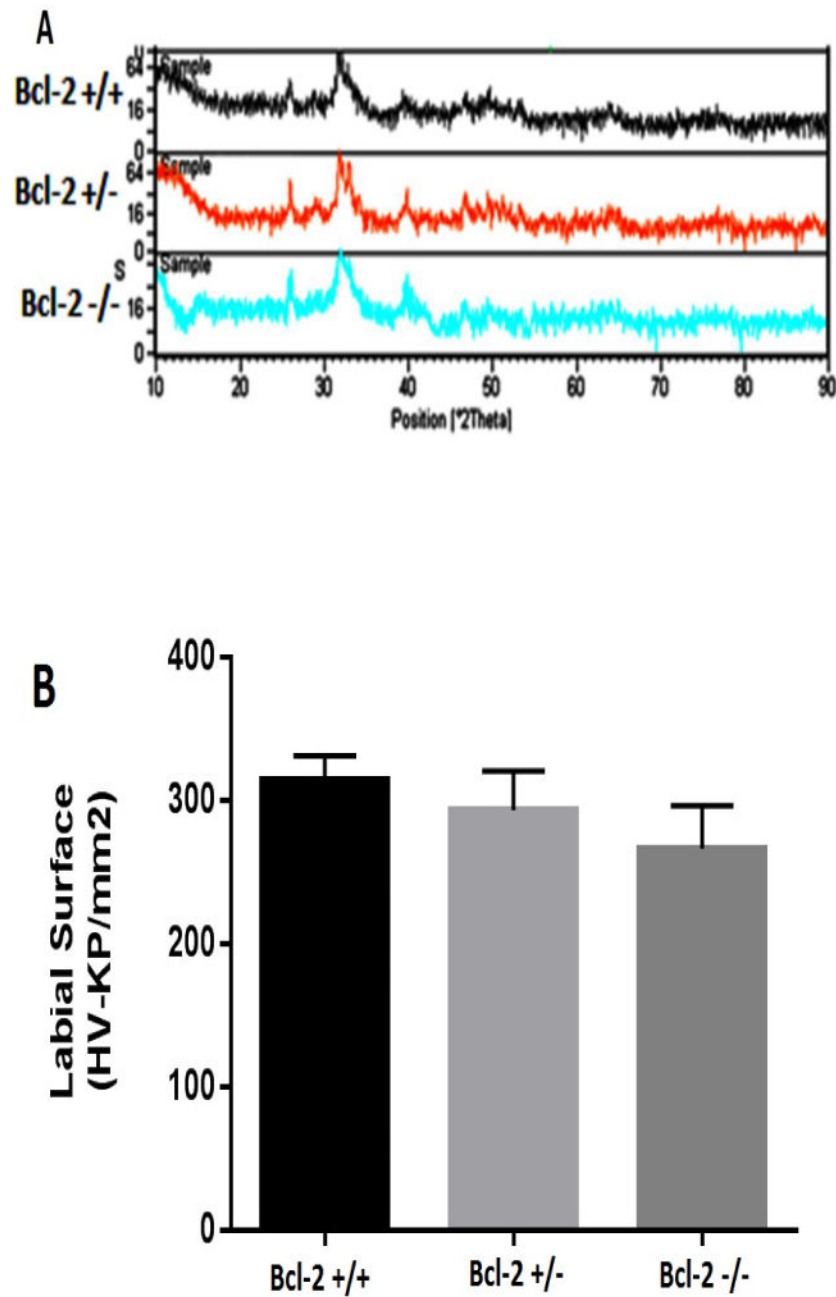 A
Bcl-2 +/+
64
16
0
Sample
Bcl-2 +/-
64
16
0
Sample
Bcl-2 -/-
S
16
0
Sample
10 20 30 40 50 60 70 80 90
Position [°2Theta]
B
Labial Surface
(HV-KP/mm2)
400
300
200
100
0
Bcl-2 +/+ Bcl-2 +/- Bcl-2 -/-